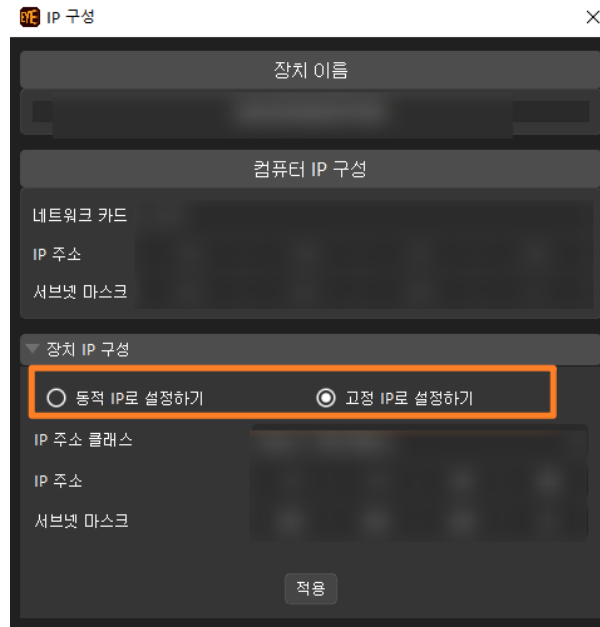 EYE IP 구성
장치 이름
컴퓨터 IP 구성
네트워크 카드
IP 주소
서브넷 마스크
장치 IP 구성
동적 IP로 설정하기 고정 IP로 설정하기
IP 주소 클래스
IP 주소
서브넷 마스크
적용